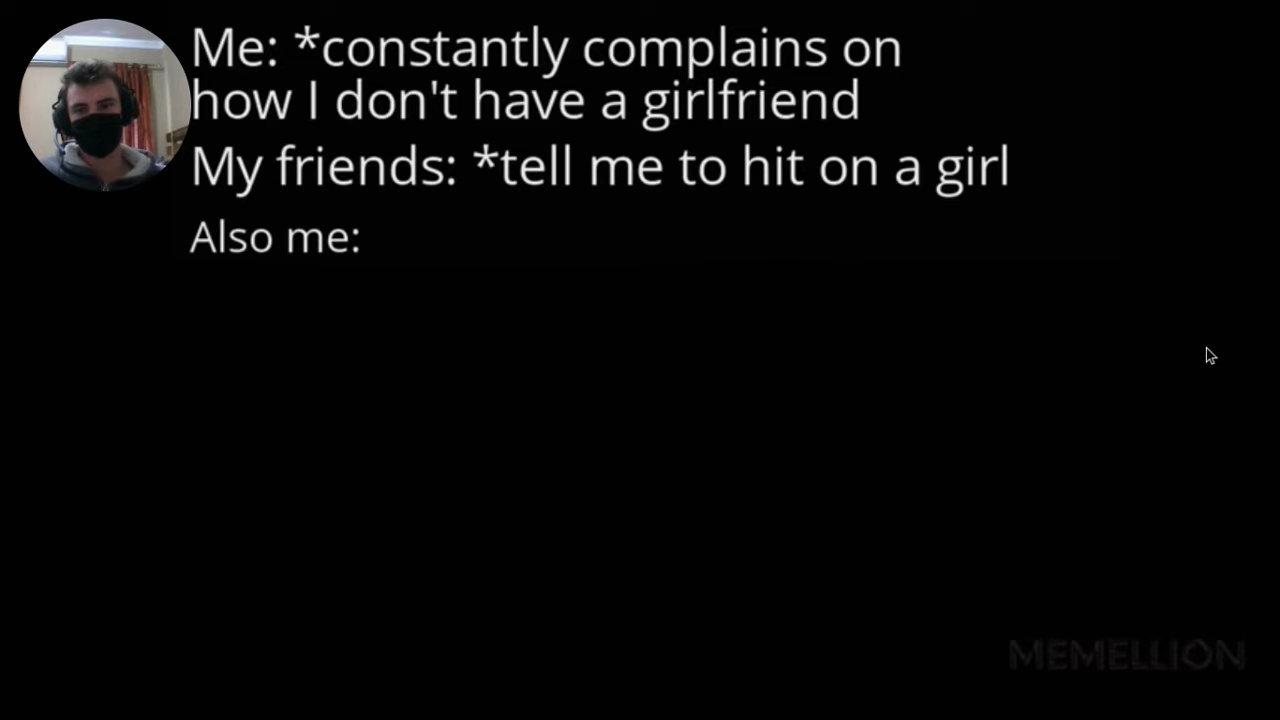 Me: *constantly complains on
how I don't have a girlfriend
My friends: *tell me to hit on a girl
Also me:
MEMELLION